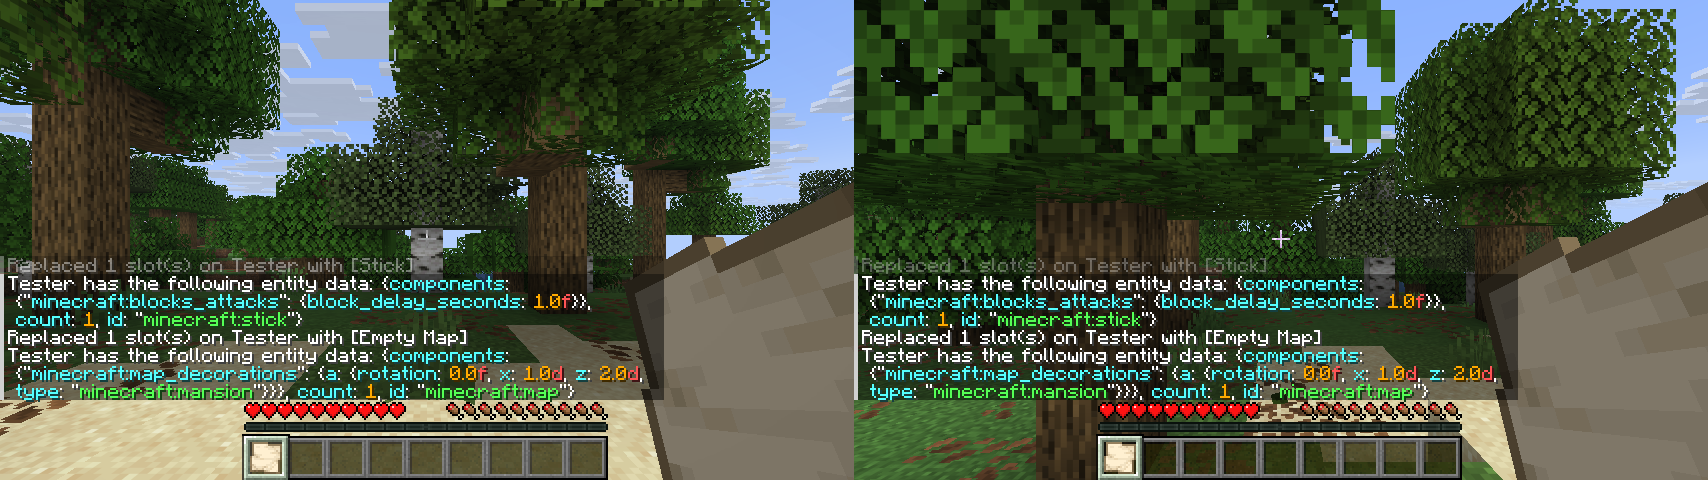 Replaced 1 slot(s) on Tester with [Stick]
Tester has the following entity data: {components:
{"minecraft:blocks_attacks": {block_delay_seconds: 1.0f}},
count: 1, id: "minecraft:stick"}
Replaced 1 slot(s) on Tester with [Empty Map]
Tester has the following entity data: {components:
{"minecraft:map_decorations": {a: {rotation: 0.0f, x: 1.0d, z: 2.0d,
type: "minecraft:mansion"}}}, count: 1, id: "minecraft:map"}
Replaced 1 slot(s) on Tester with [Stick]
Tester has the following entity data: {components:
{"minecraft:blocks_attacks": {block_delay_seconds: 1.0f}},
count: 1, id: "minecraft:stick"}
Replaced 1 slot(s) on Tester with [Empty Map]
Tester has the following entity data: {components:
{"minecraft:map_decorations": {a: {rotation: 0.0f, x: 1.0d, z: 2.0d,
type: "minecraft:mansion"}}}, count: 1, id: "minecraft:map"}